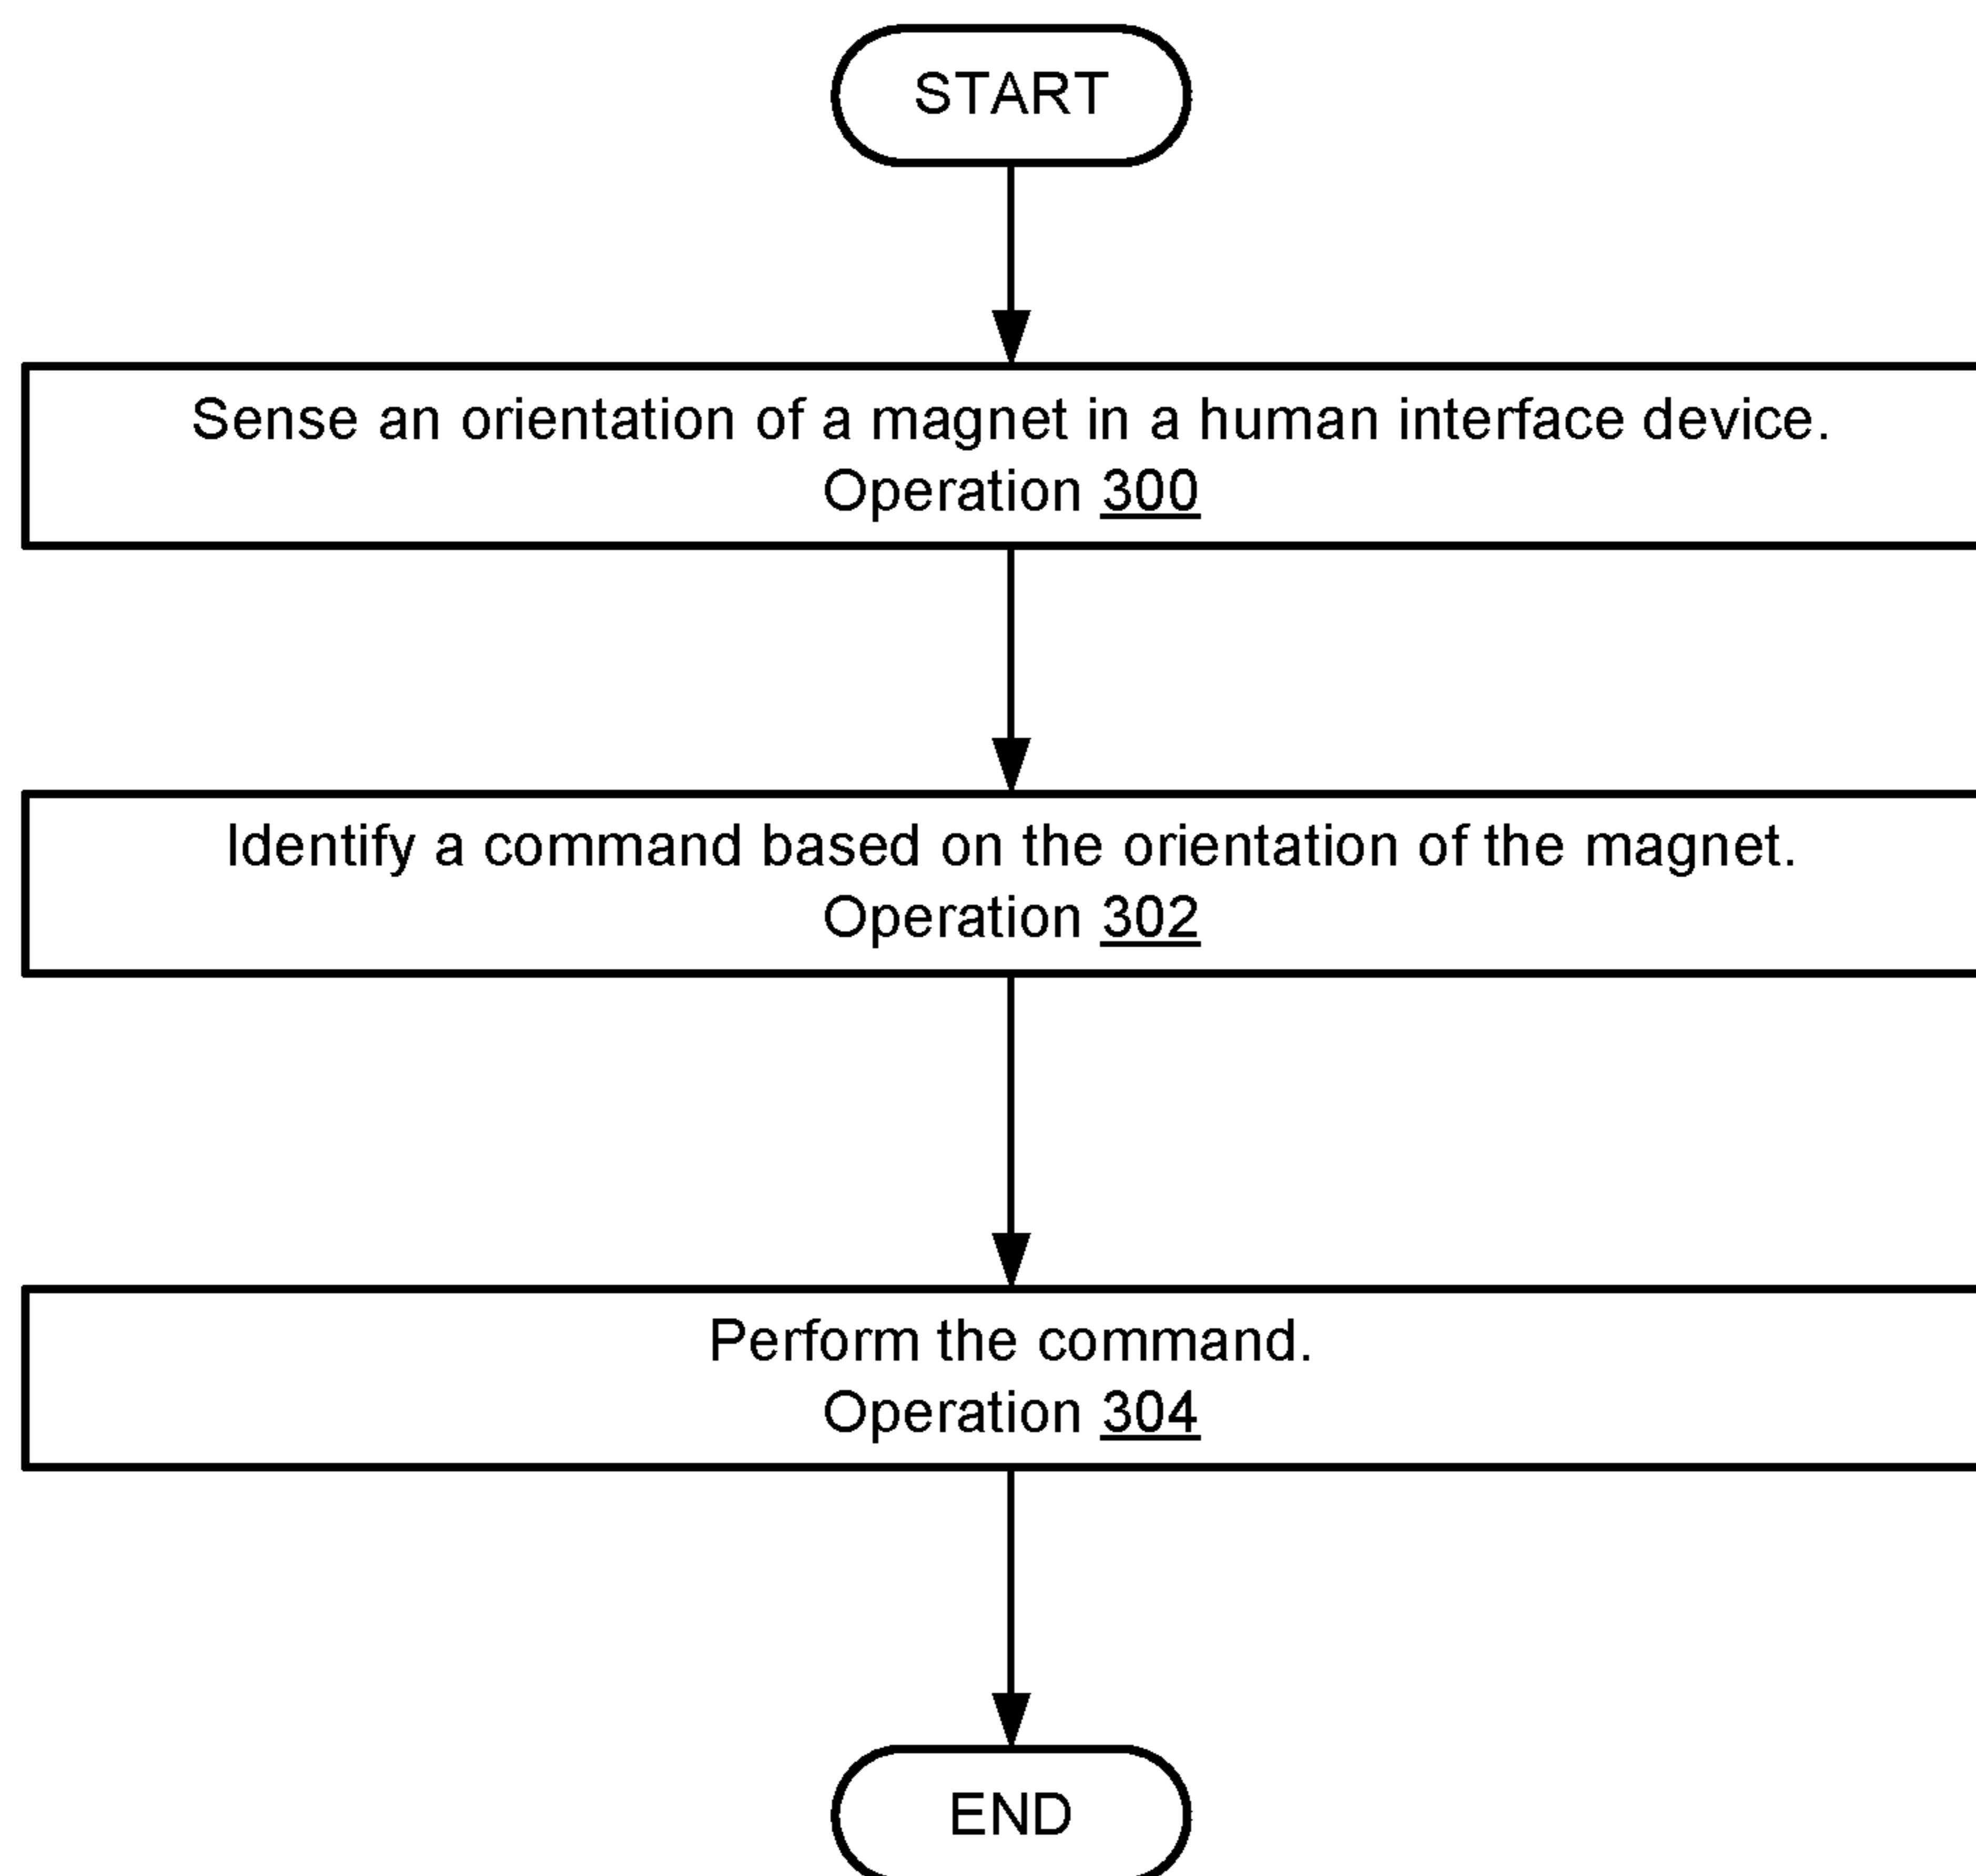 START
Sense an orientation of a magnet in a human interface device.
Operation 300
Identify a command based on the orientation of the magnet.
Operation 302
Perform the command.
Operation 304
END